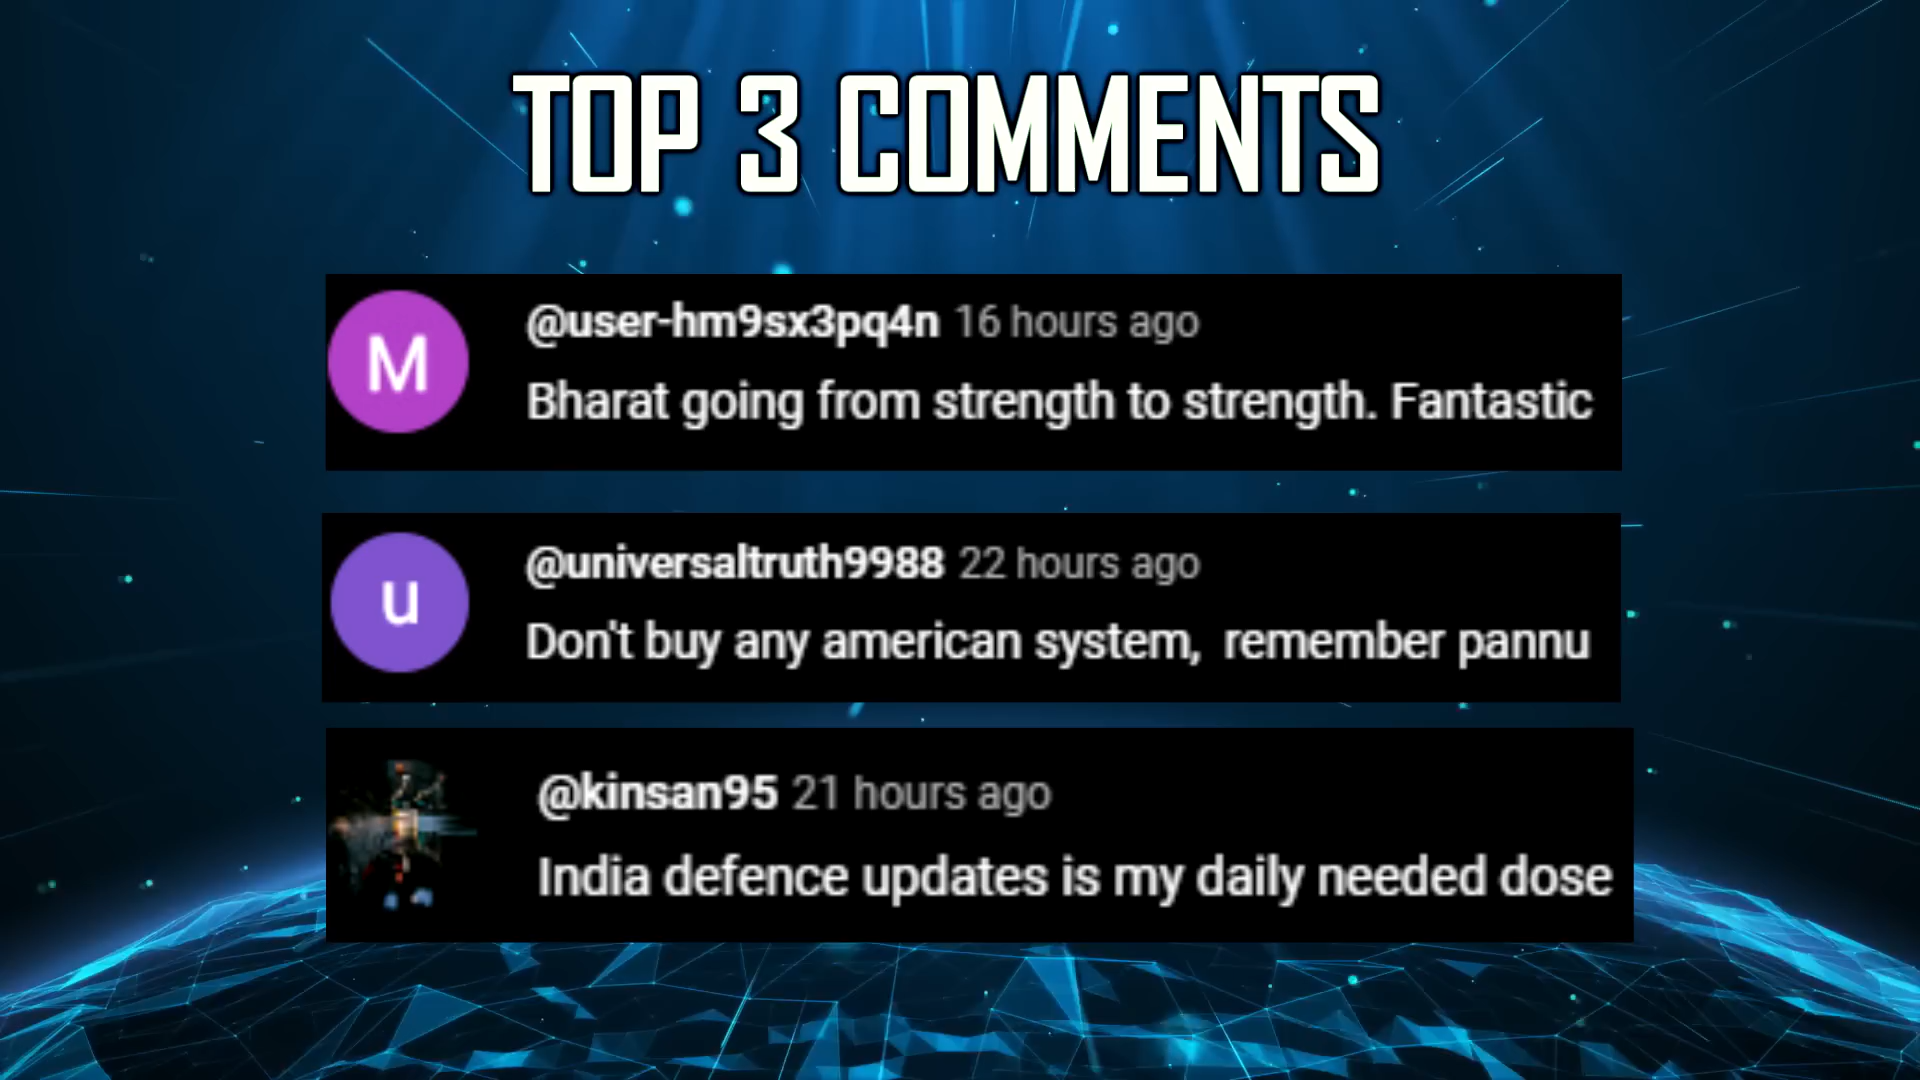 TOP 3 COMMENTS
M
@user-hm9sx3pq4n 16 hours ago
Bharat going from strength to strength. Fantastic
u
@universaltruth9988 22 hours ago
Don't buy any american system, remember pannu
@kinsan95 21 hours ago
India defence updates is my daily needed dose